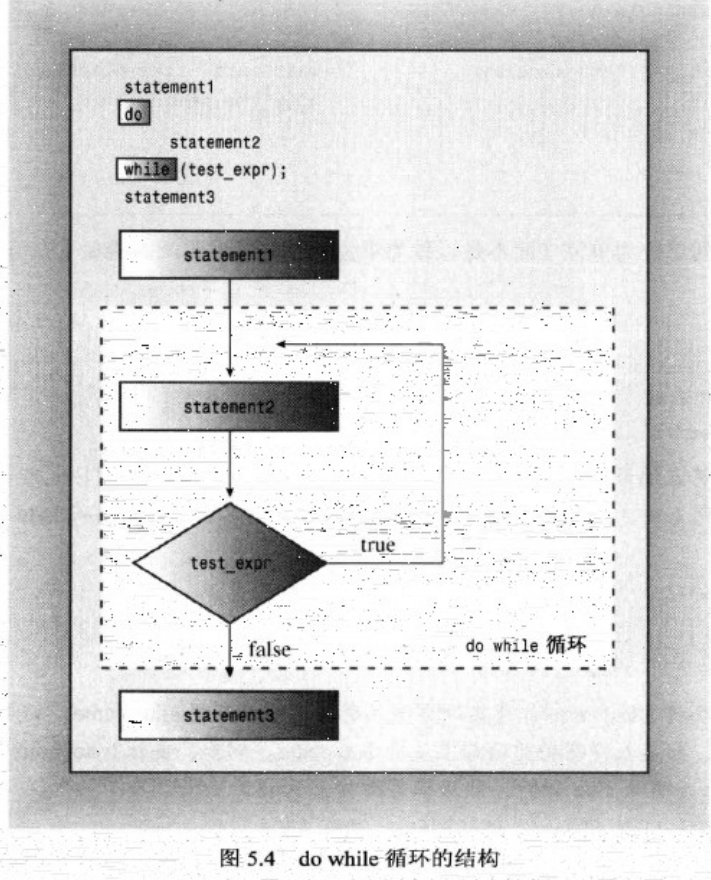 statement1
do
statement2
while (test_expr);
statement3
statement1
statement2
test_expr
true
false
do while 循环
statement3
图 5.4 do while 循环的结构